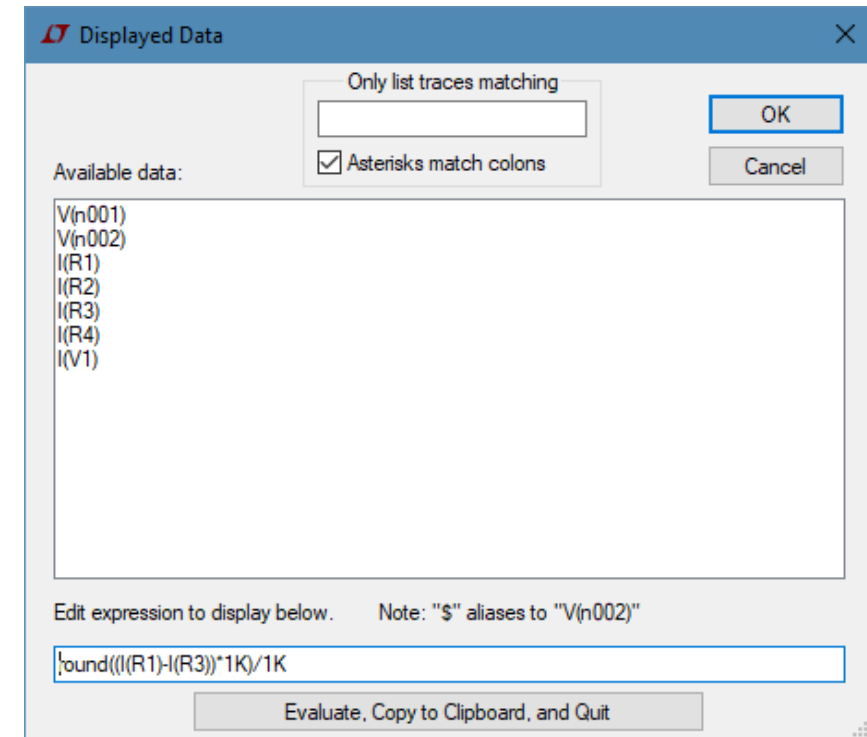 Displayed Data
Only list traces matching
OK
Asterisks match colons
Cancel
Available data:
V(n001)
V(n002)
I(R1)
I(R2)
I(R3)
I(R4)
I(V1)
Edit expression to display below. Note: "$" aliases to "V(n002)"
round((I(R1)-I(R3))*1K)/1K
Evaluate, Copy to Clipboard, and Quit